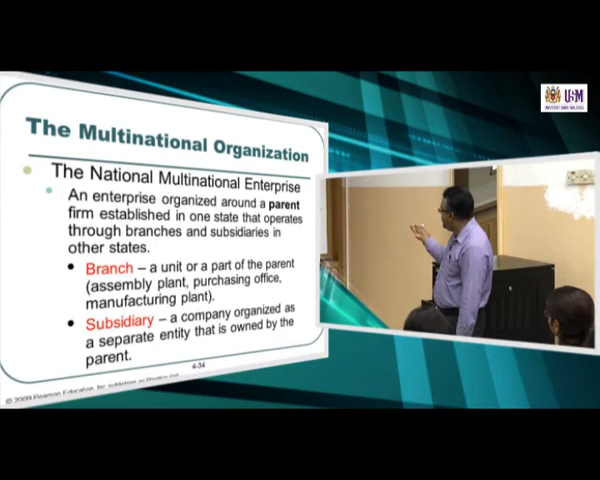 USM
The Multinational Organization
The National Multinational Enterprise
An enterprise organized around a parent
firm established in one state that operates
through branches and subsidiaries in
other states.
Branch – a unit or a part of the parent
(assembly plant, purchasing office,
manufacturing plant).
Subsidiary – a company organized as
a separate entity that is owned by the
parent.
4-34
© 2009 Pearson Education, Inc. publishing as Prentice Hall